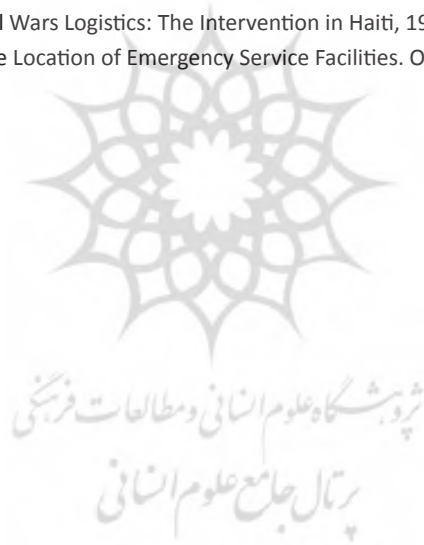 l Wars Logistics: The Intervention in Haiti, 19
e Location of Emergency Service Facilities. O
پژوهشگاه علوم انسانی و مطالعات فرهنگی
پرتال جامع علوم انسانی